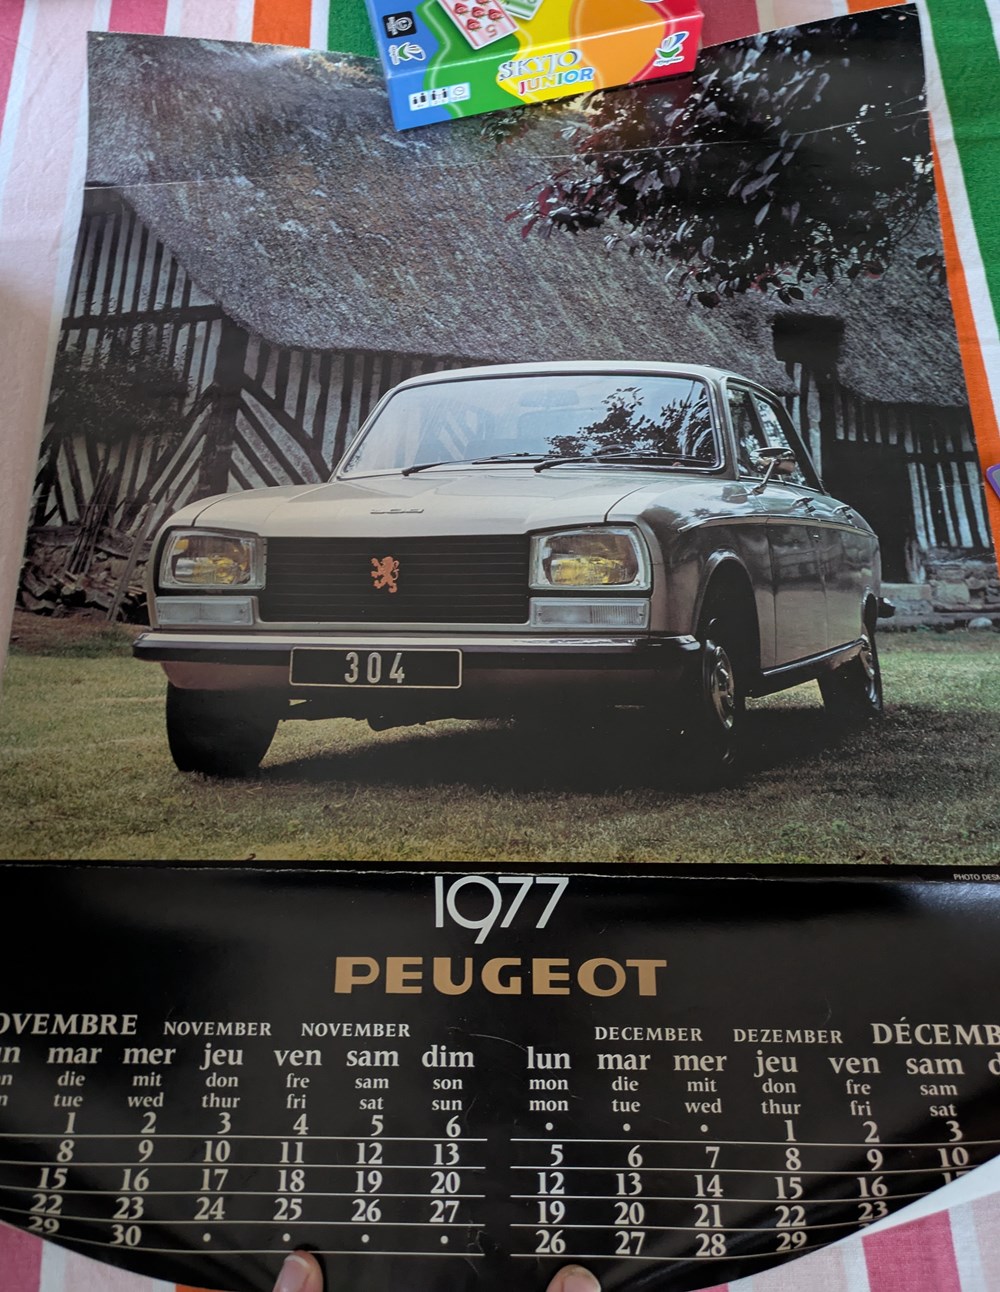 SKYJO
JUNIOR
304
304
PHOTO DESI
1977
PEUGEOT
OVEMBRE NOVEMBER NOVEMBER DECEMBER DEZEMBER DÉCEMB
un mar mer jeu ven sam dim lun mar mer jeu ven sam d
die mit don fre sam son mon die mit don fre sam
tue wed thur fri sat sun mon tue wed thur fri sat
1 2 3 4 5 6 • • • 1 2 3
8 9 10 11 12 13 5 6 7 8 9 10
15 16 17 18 19 20 12 13 14 15 16 17
22 23 24 25 26 27 19 20 21 22 23
29 30 • • • • 26 27 28 29